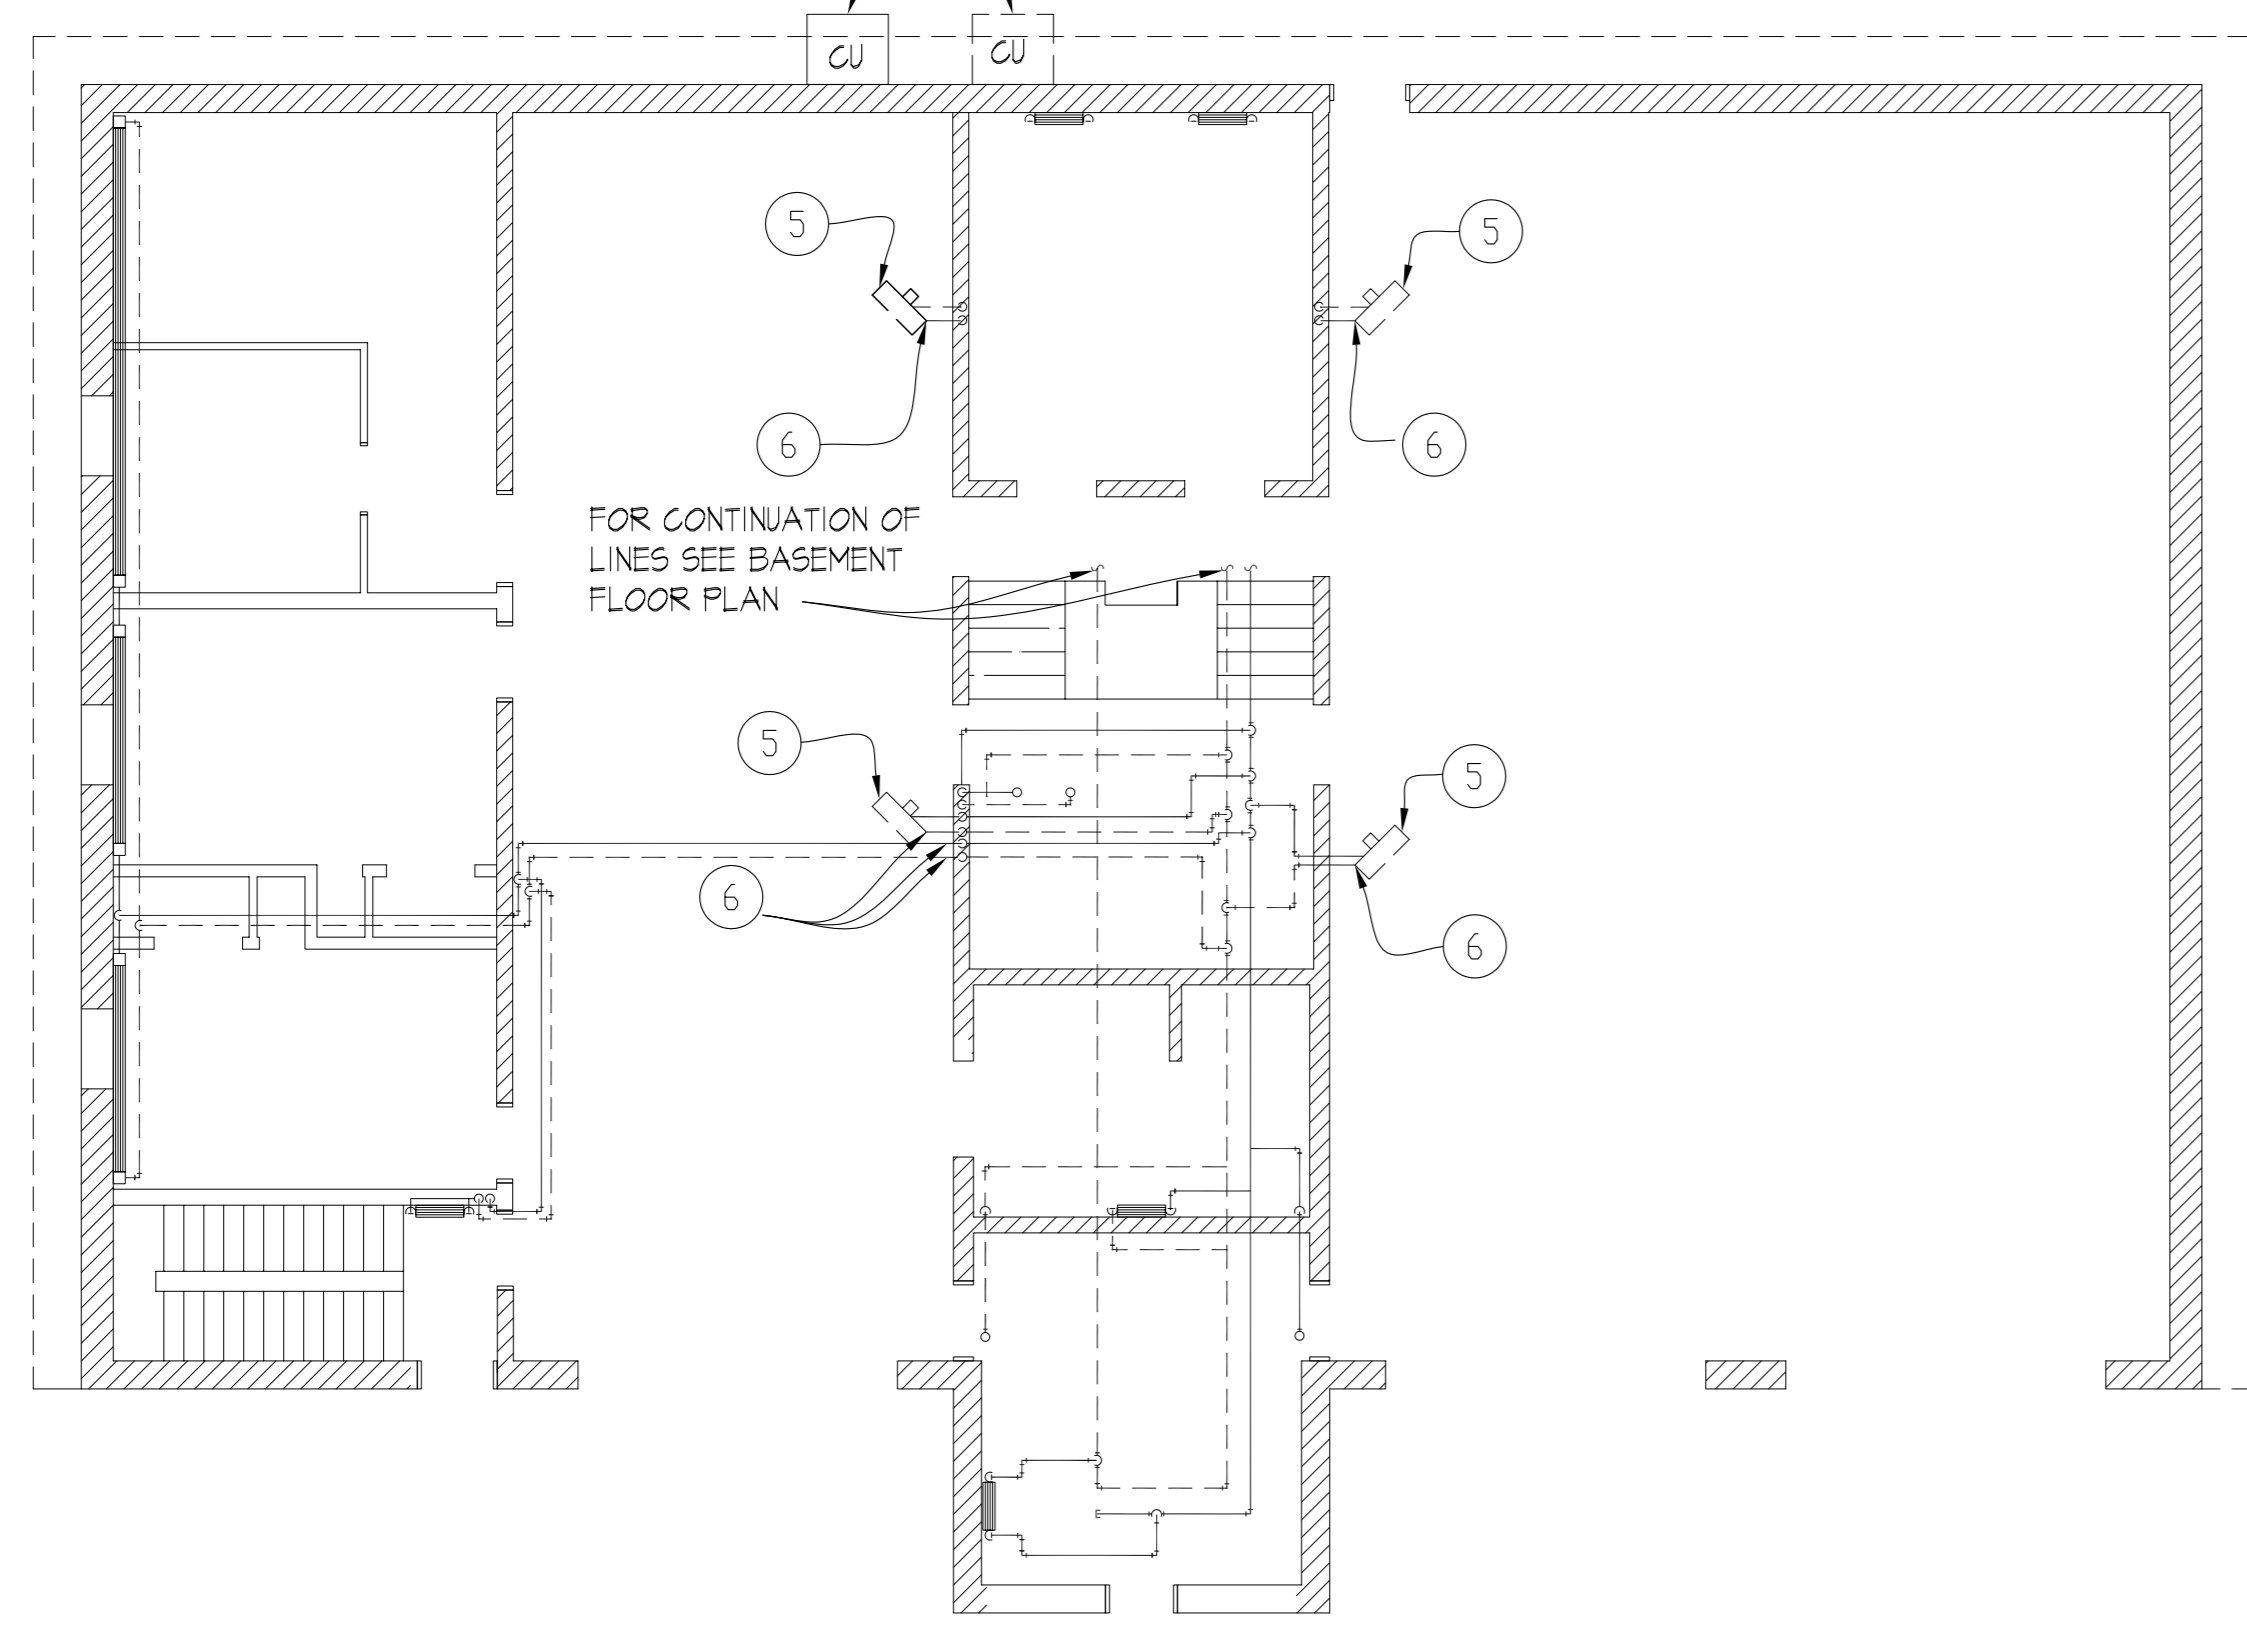 CU CU
5 5
6 6
FOR CONTINUATION OF
LINES SEE BASEMENT
FLOOR PLAN
5 5
6 6